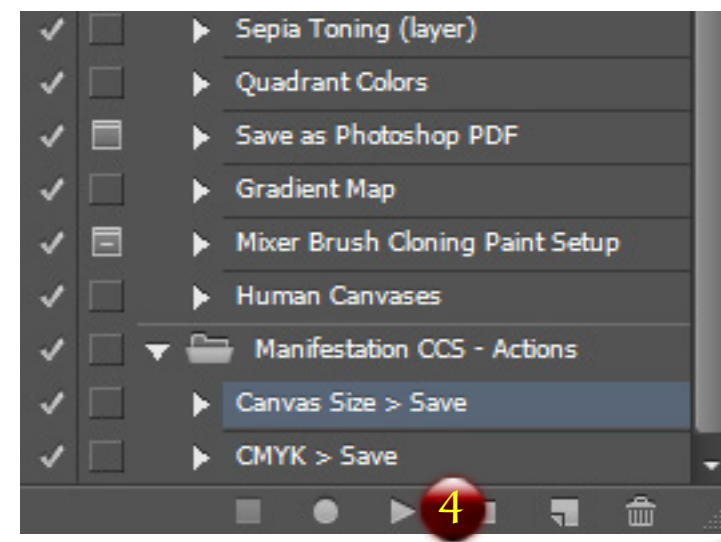 Sepia Toning (layer)
Quadrant Colors
Save as Photoshop PDF
Gradient Map
Mixer Brush Cloning Paint Setup
Human Canvases
Manifestation CCS - Actions
Canvas Size > Save
CMYK > Save
4